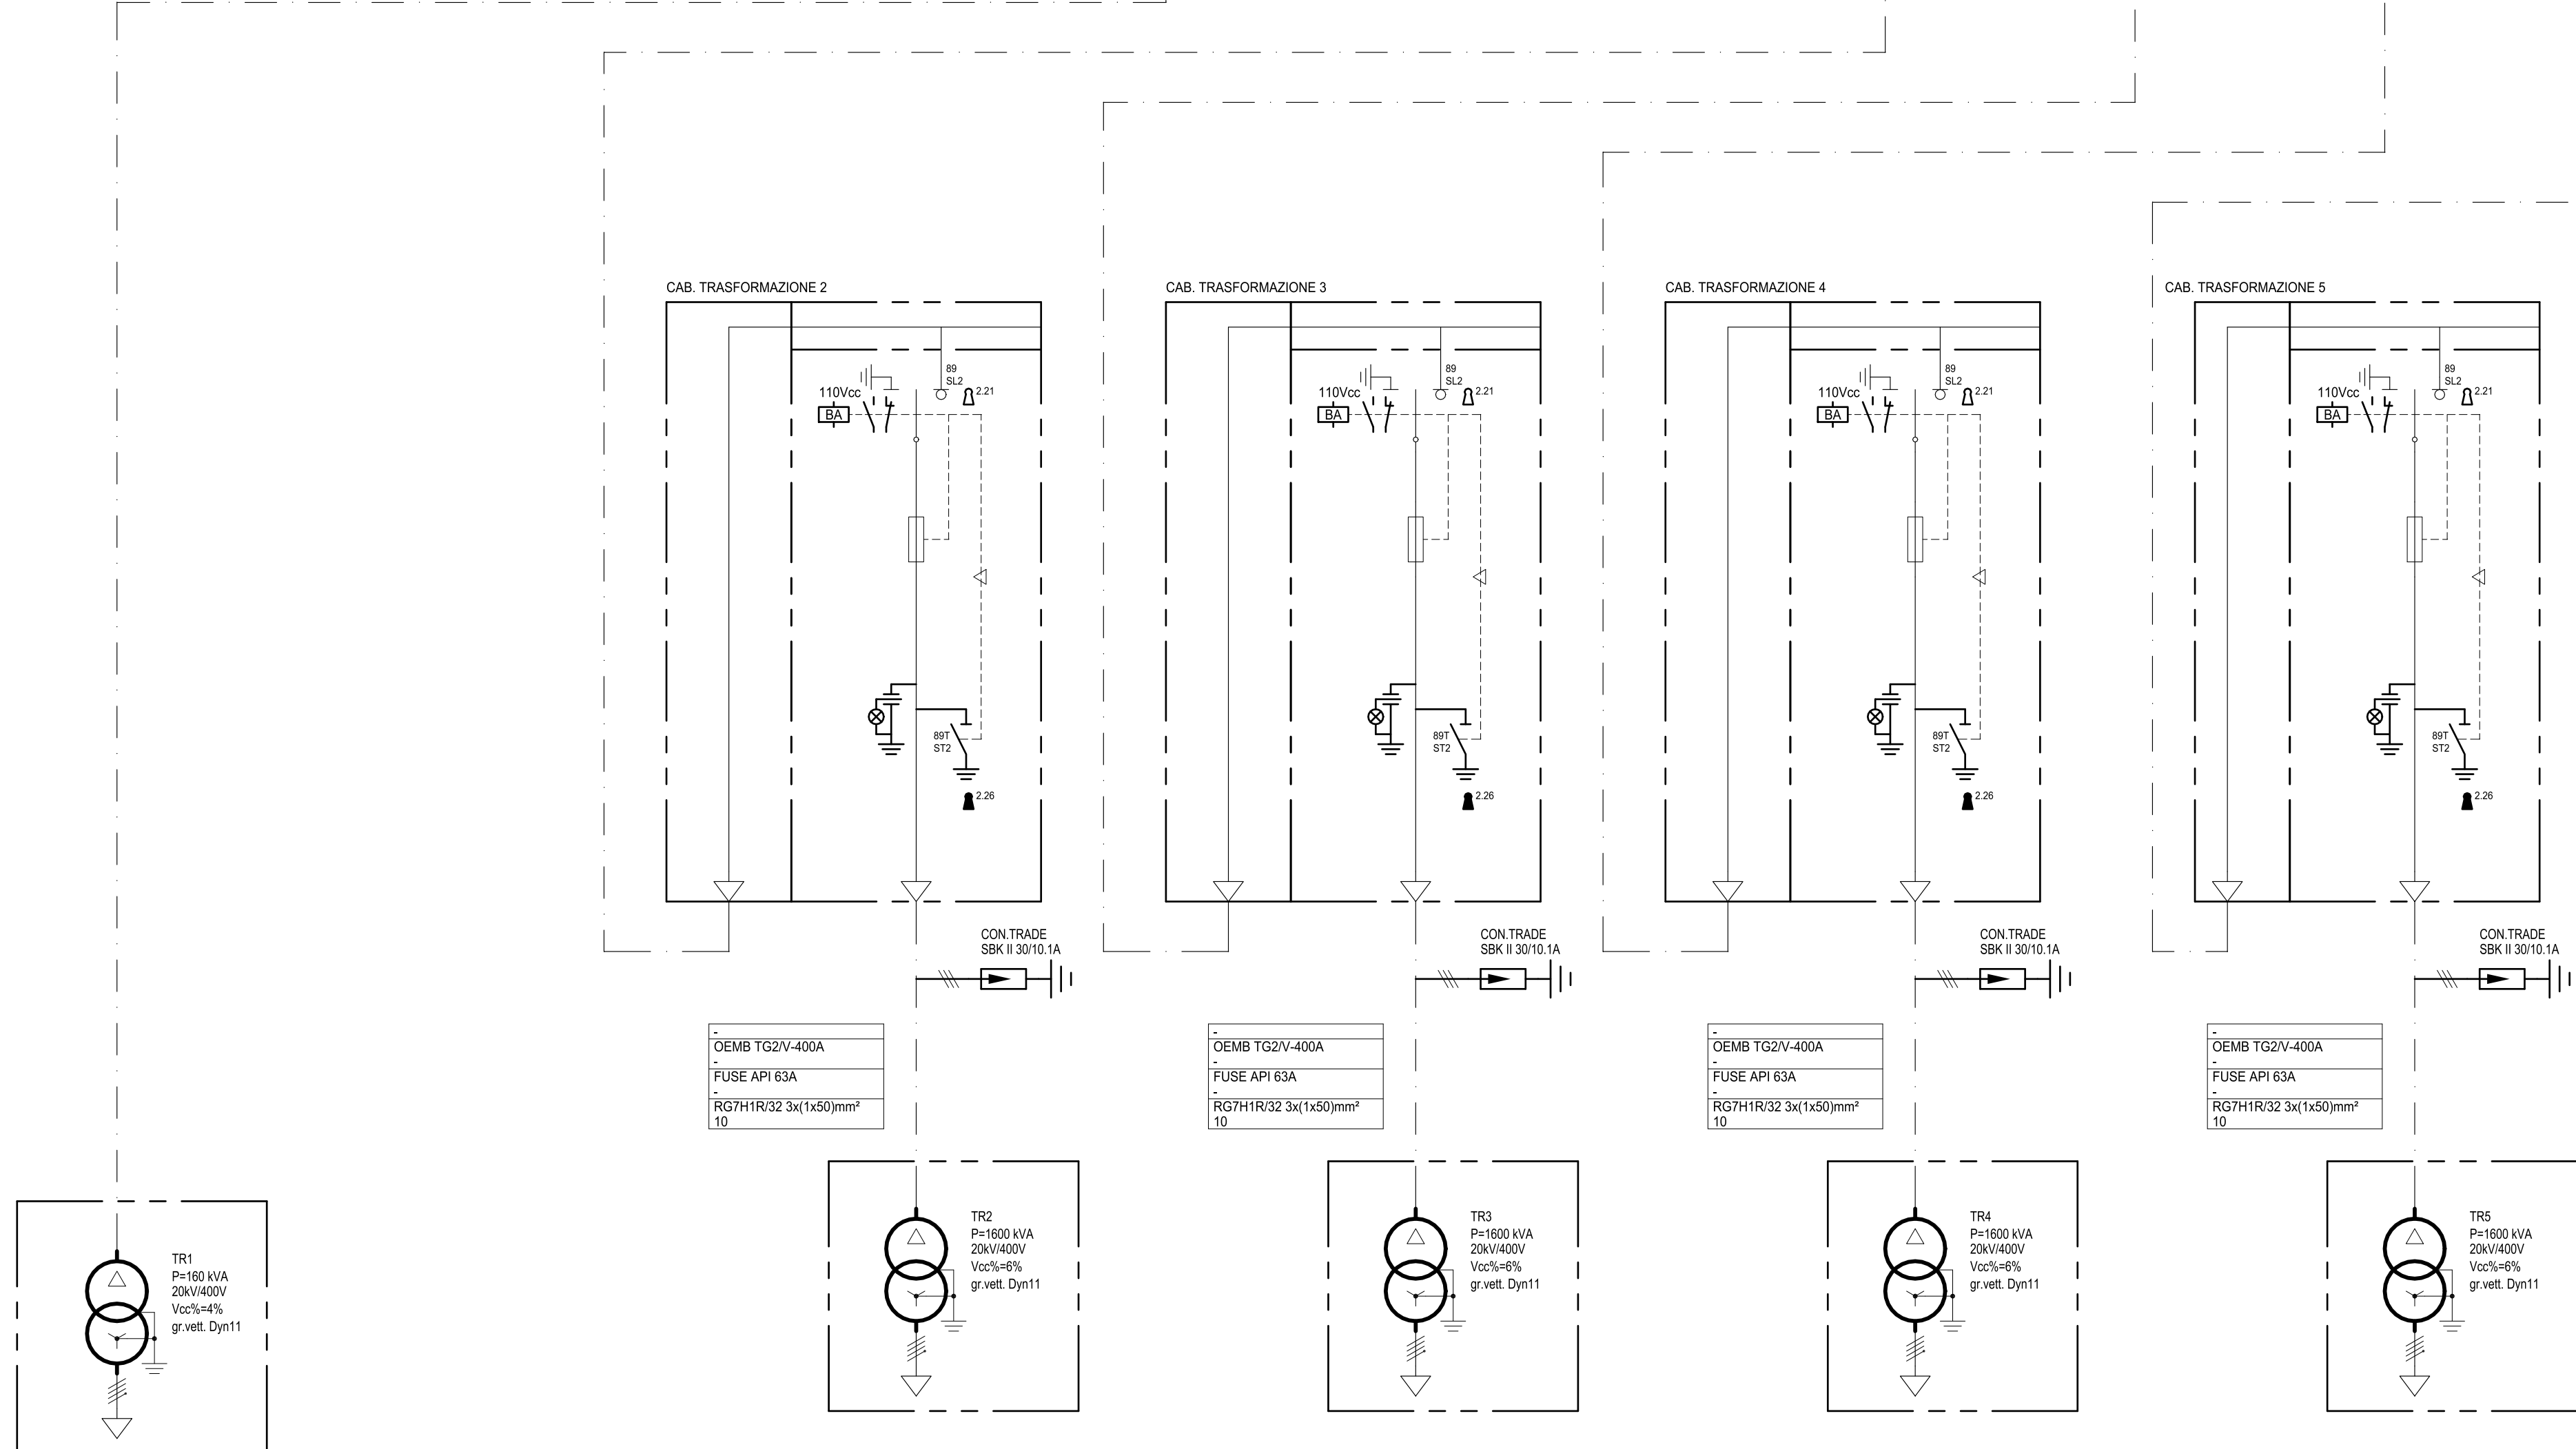 CAB. TRASFORMAZIONE 2
89
SL2
2.21
110Vcc
BA
89T
ST2
2.26
CON.TRADE
SBK II 30/10.1A
-
OEMB TG2/V-400A
-
FUSE API 63A
-
RG7H1R/32 3x(1x50)mm²
10
TR2
P=1600 kVA
20kV/400V
Vcc%=6%
gr.vett. Dyn11
CAB. TRASFORMAZIONE 3
89
SL2
2.21
110Vcc
BA
89T
ST2
2.26
CON.TRADE
SBK II 30/10.1A
-
OEMB TG2/V-400A
-
FUSE API 63A
-
RG7H1R/32 3x(1x50)mm²
10
TR3
P=1600 kVA
20kV/400V
Vcc%=6%
gr.vett. Dyn11
CAB. TRASFORMAZIONE 4
89
SL2
2.21
110Vcc
BA
89T
ST2
2.26
CON.TRADE
SBK II 30/10.1A
-
OEMB TG2/V-400A
-
FUSE API 63A
-
RG7H1R/32 3x(1x50)mm²
10
TR4
P=1600 kVA
20kV/400V
Vcc%=6%
gr.vett. Dyn11
CAB. TRASFORMAZIONE 5
89
SL2
2.21
110Vcc
BA
89T
ST2
2.26
CON.TRADE
SBK II 30/10.1A
-
OEMB TG2/V-400A
-
FUSE API 63A
-
RG7H1R/32 3x(1x50)mm²
10
TR5
P=1600 kVA
20kV/400V
Vcc%=6%
gr.vett. Dyn11
TR1
P=160 kVA
20kV/400V
Vcc%=4%
gr.vett. Dyn11